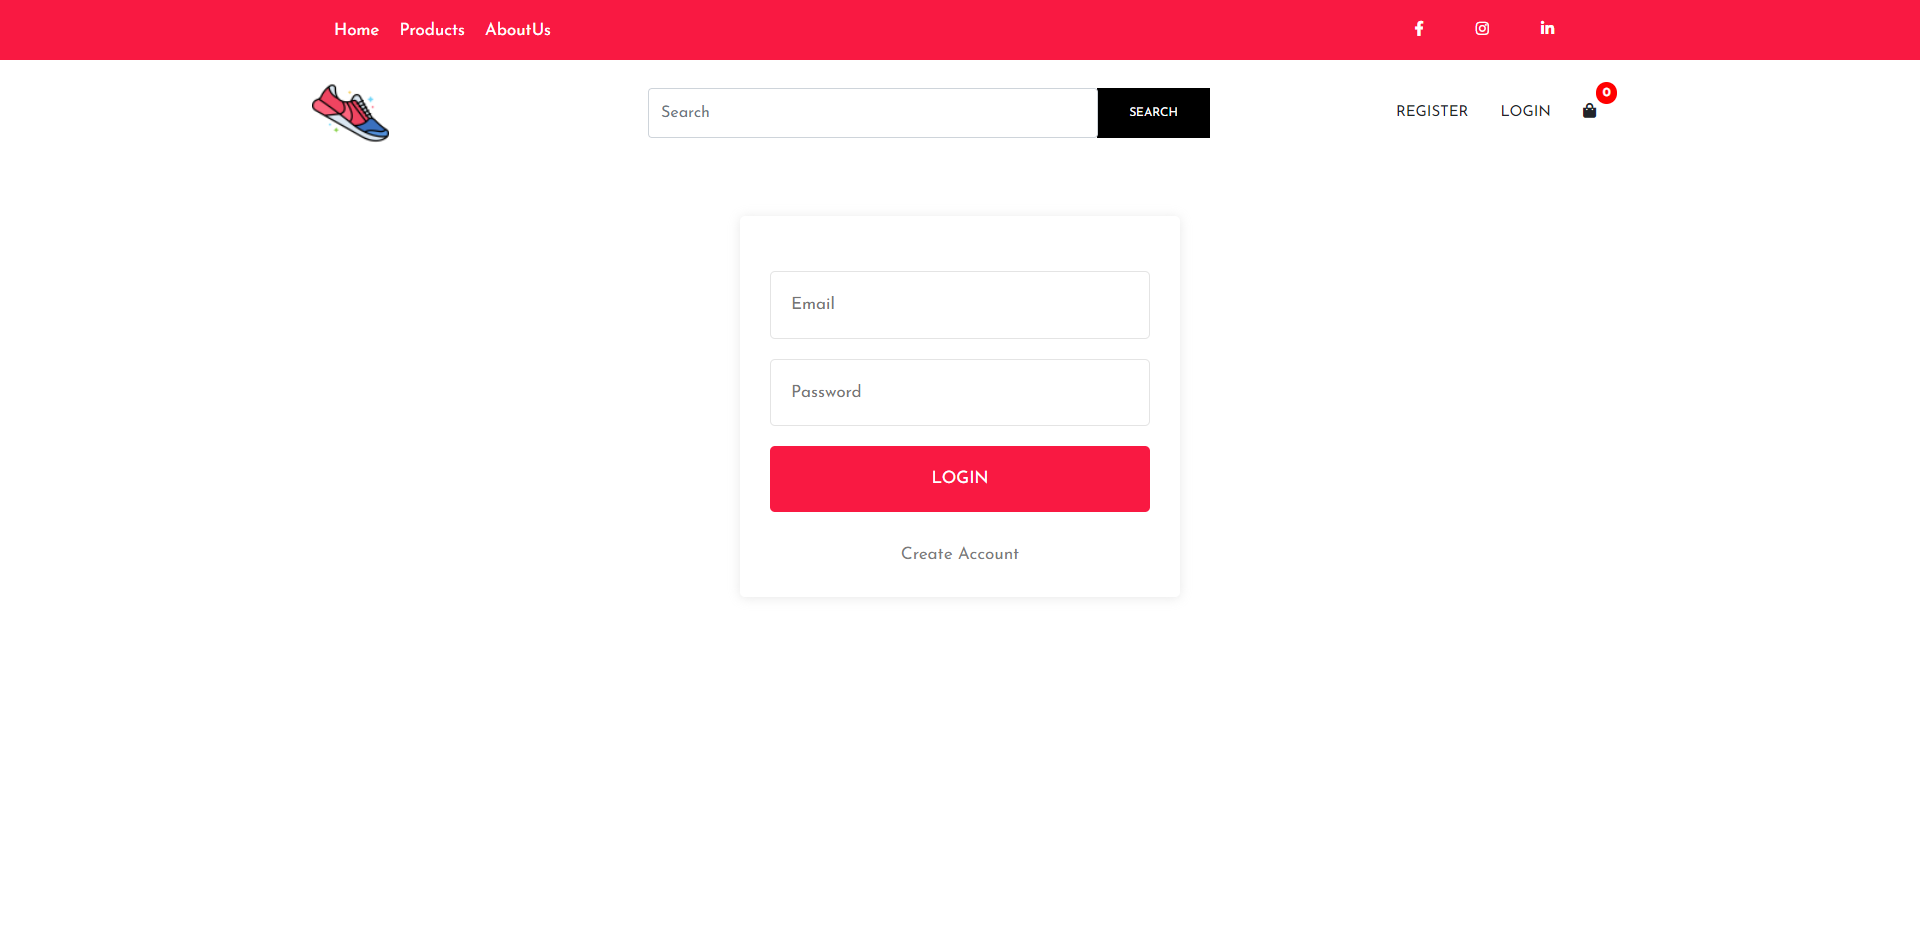 Home Products AboutUs
Search SEARCH REGISTER LOGIN 0
Email
Password
LOGIN
Create Account